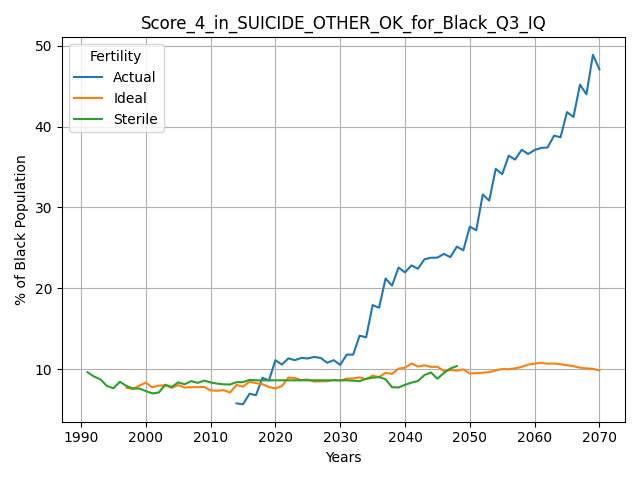 Score_4_in_SUICIDE_OTHER_OK_for_Black_Q3_IQ
% of Black Population
50
40
30
20
10
Fertility
Actual
Ideal
Sterile
1990 2000 2010 2020 2030 2040 2050 2060 2070
Years